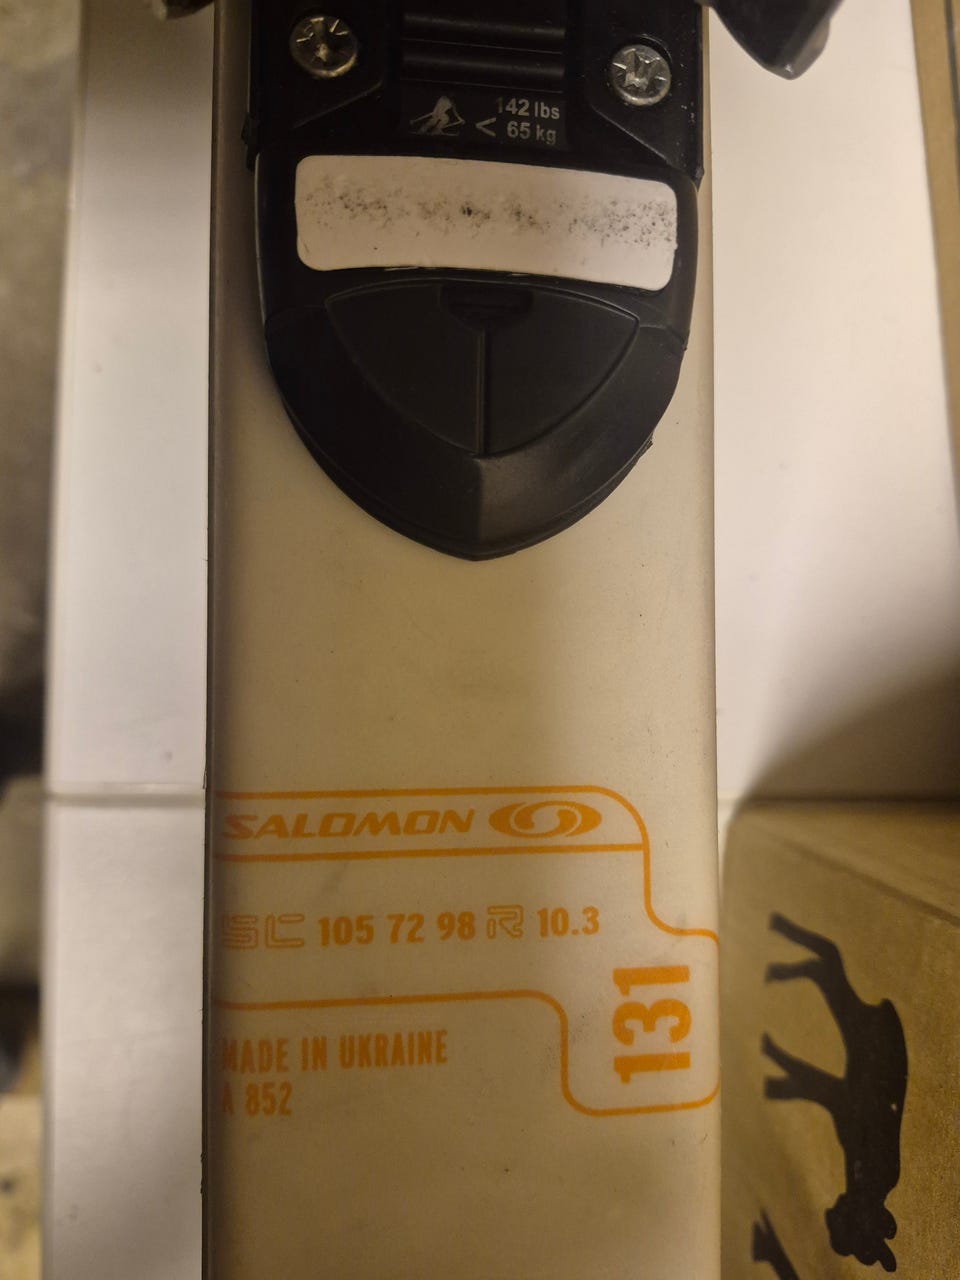 142 lbs
< 65 kg
SALOMON
SC 105 72 98 R 10.3
131
MADE IN UKRAINE
A 852